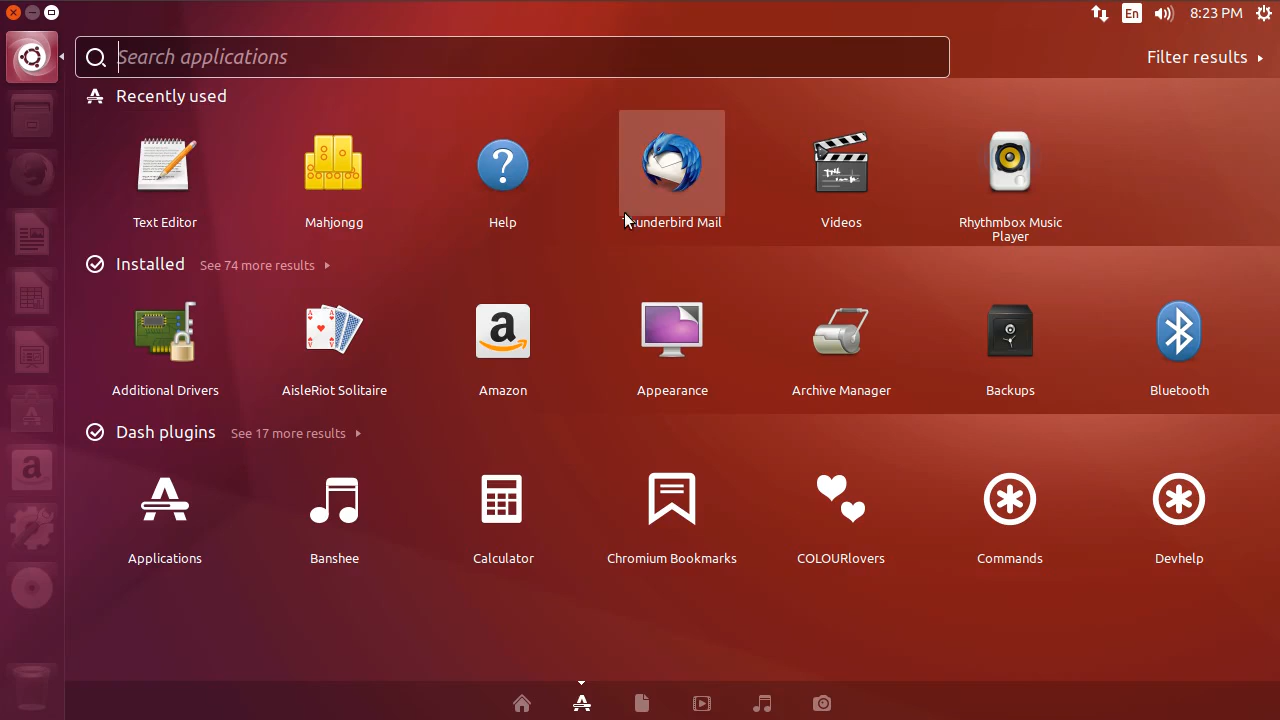 En
8:23 PM
Search applications
Filter results
Recently used
Text Editor
Mahjongg
Help
underbird Mail
Videos
Rhythmbox Music
Player
Installed
See 74 more results
Additional Drivers
AisleRiot Solitaire
Amazon
Appearance
Archive Manager
Backups
Bluetooth
Dash plugins
See 17 more results
Applications
Banshee
Calculator
Chromium Bookmarks
COLOURlovers
Commands
Devhelp